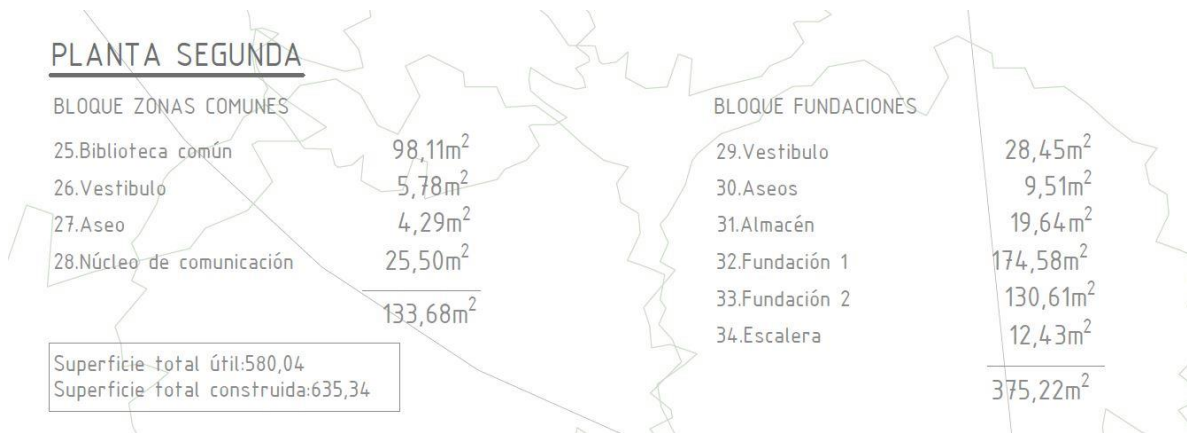 PLANTA SEGUNDA
BLOQUE ZONAS COMUNES
25.Biblioteca común 98,11m²
26.Vestibulo 5,78m²
27.Aseo 4,29m²
28.Núcleo de comunicación 25,50m²
133,68m²
Superficie total útil:580,04
Superficie total construida:635,34
BLOQUE FUNDACIONES
29.Vestibulo 28,45m²
30.Aseos 9,51m²
31.Almacén 19,64m²
32.Fundación 1 174,58m²
33.Fundación 2 130,61m²
34.Escalera 12,43m²
375,22m²